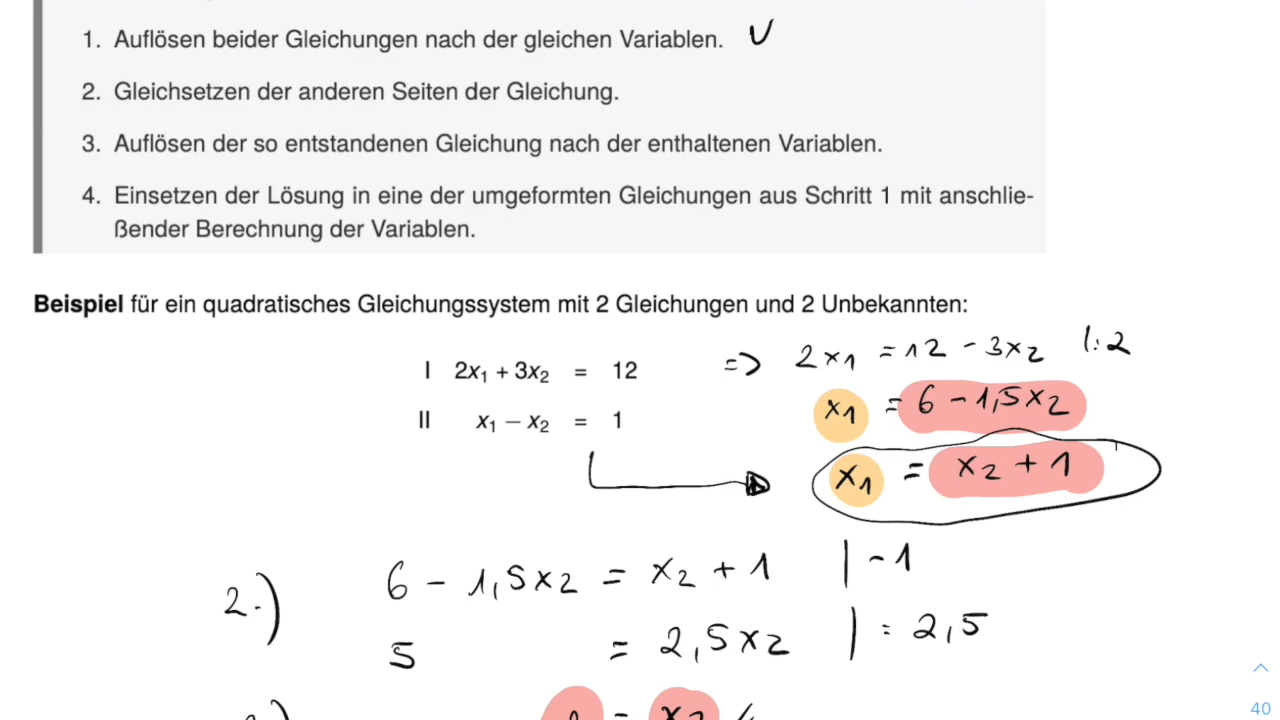 1. Auflösen beider Gleichungen nach der gleichen Variablen. ✓
2. Gleichsetzen der anderen Seiten der Gleichung.
3. Auflösen der so entstandenen Gleichung nach der enthaltenen Variablen.
4. Einsetzen der Lösung in eine der umgeformten Gleichungen aus Schritt 1 mit anschlie-
ßender Berechnung der Variablen.
Beispiel für ein quadratisches Gleichungssystem mit 2 Gleichungen und 2 Unbekannten:
I 2x₁ + 3x₂ = 12 => 2x₁ = 12 - 3x₂ |:2
x₁ = 6 - 1,5x₂
II x₁ − x₂ = 1
x₁ = x₂ + 1
2.) 6 - 1,5x₂ = x₂ + 1 | -1
5 = 2,5x₂ | : 2,5
= x₂
40